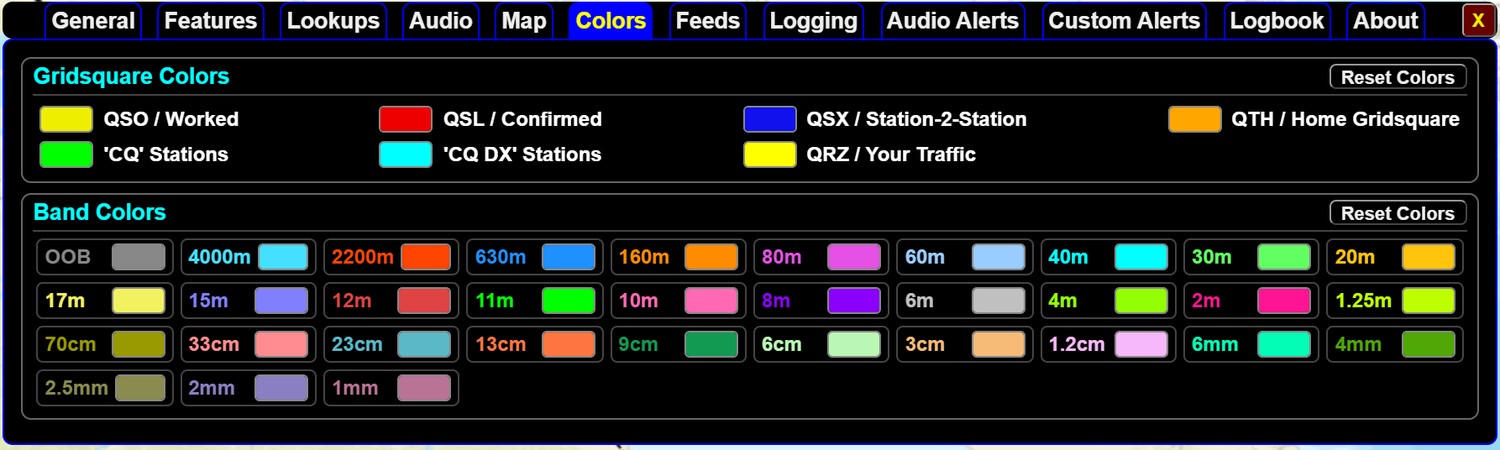 General Features Lookups Audio Map Colors Feeds Logging Audio Alerts Custom Alerts Logbook About X
Gridsquare Colors Reset Colors
QSO / Worked QSL / Confirmed QSX / Station-2-Station QTH / Home Gridsquare
'CQ' Stations 'CQ DX' Stations QRZ / Your Traffic
Band Colors Reset Colors
OOB 4000m 2200m 630m 160m 80m 60m 40m 30m 20m
17m 15m 12m 11m 10m 8m 6m 4m 2m 1.25m
70cm 33cm 23cm 13cm 9cm 6cm 3cm 1.2cm 6mm 4mm
2.5mm 2mm 1mm